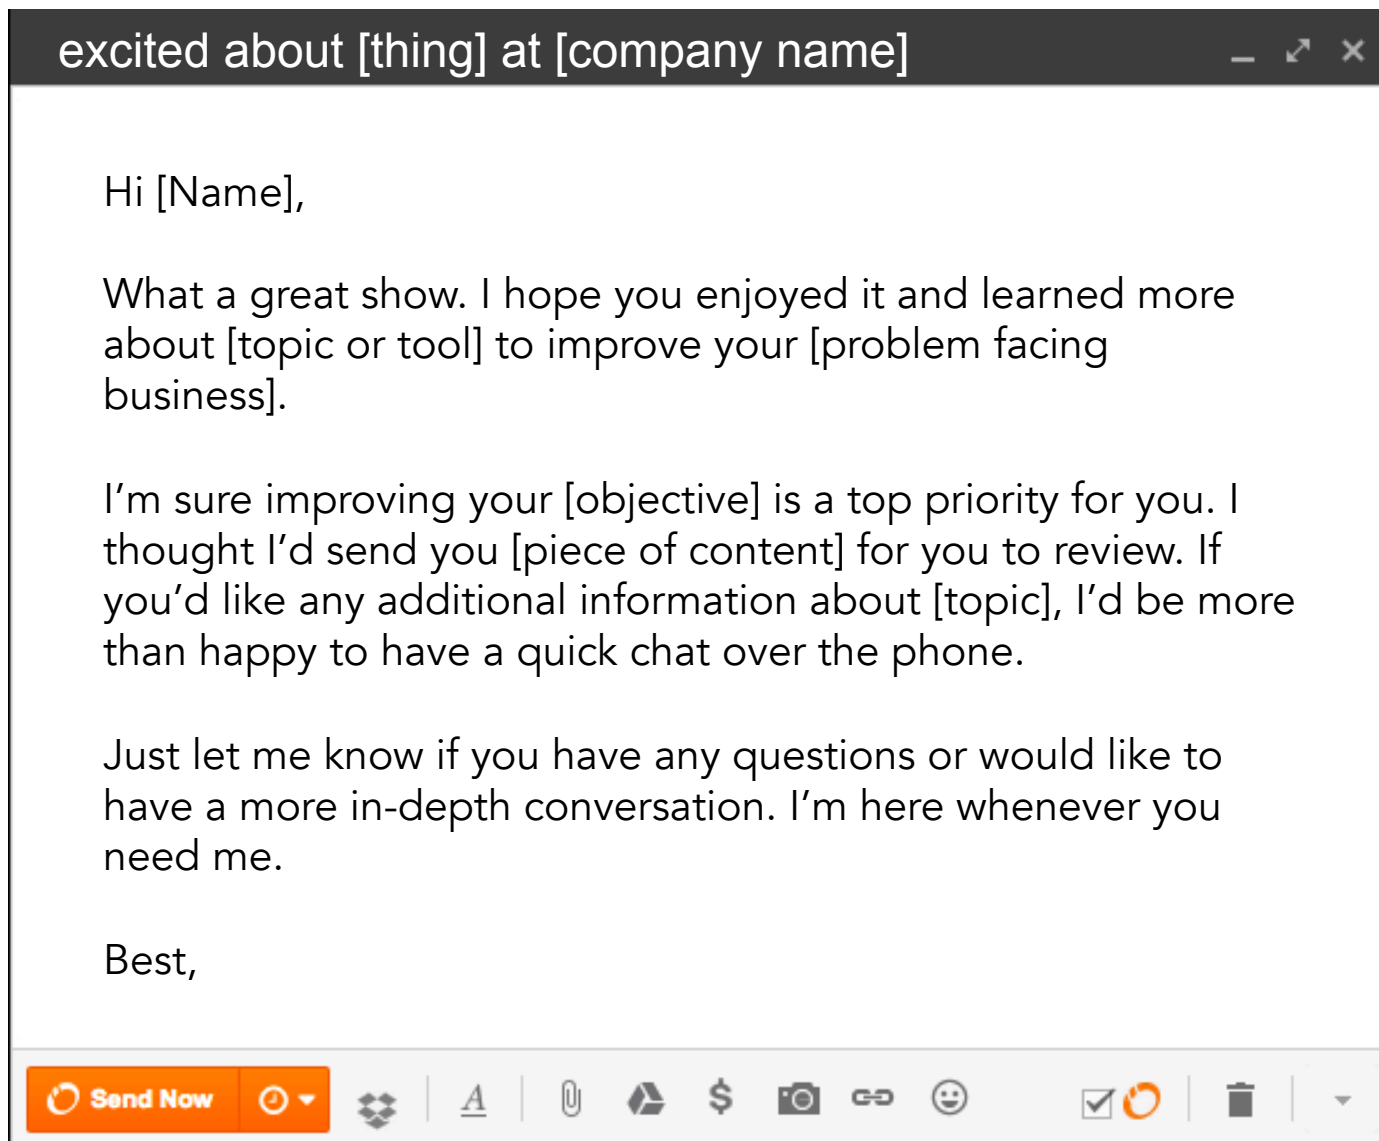 excited about [thing] at [company name]
Hi [Name],
What a great show. I hope you enjoyed it and learned more
about [topic or tool] to improve your [problem facing
business].
I’m sure improving your [objective] is a top priority for you. I
thought I’d send you [piece of content] for you to review. If
you’d like any additional information about [topic], I’d be more
than happy to have a quick chat over the phone.
Just let me know if you have any questions or would like to
have a more in-depth conversation. I’m here whenever you
need me.
Best,
Send Now
A
$